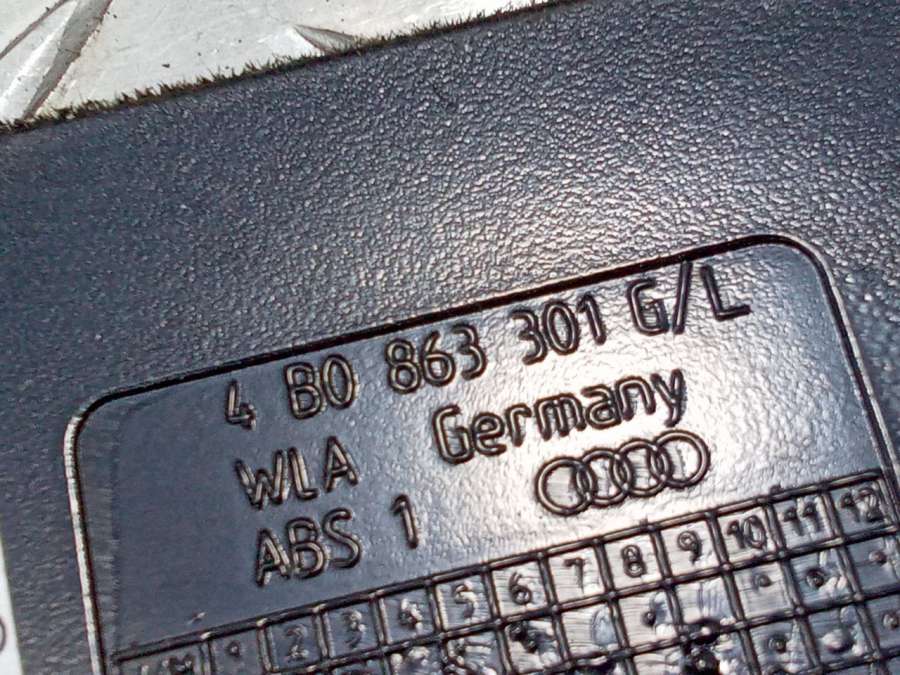 4 B0 863 301 G/L
WLA Germany
ABS 1
2 3 4 5 6 7 8 9 10 11 12